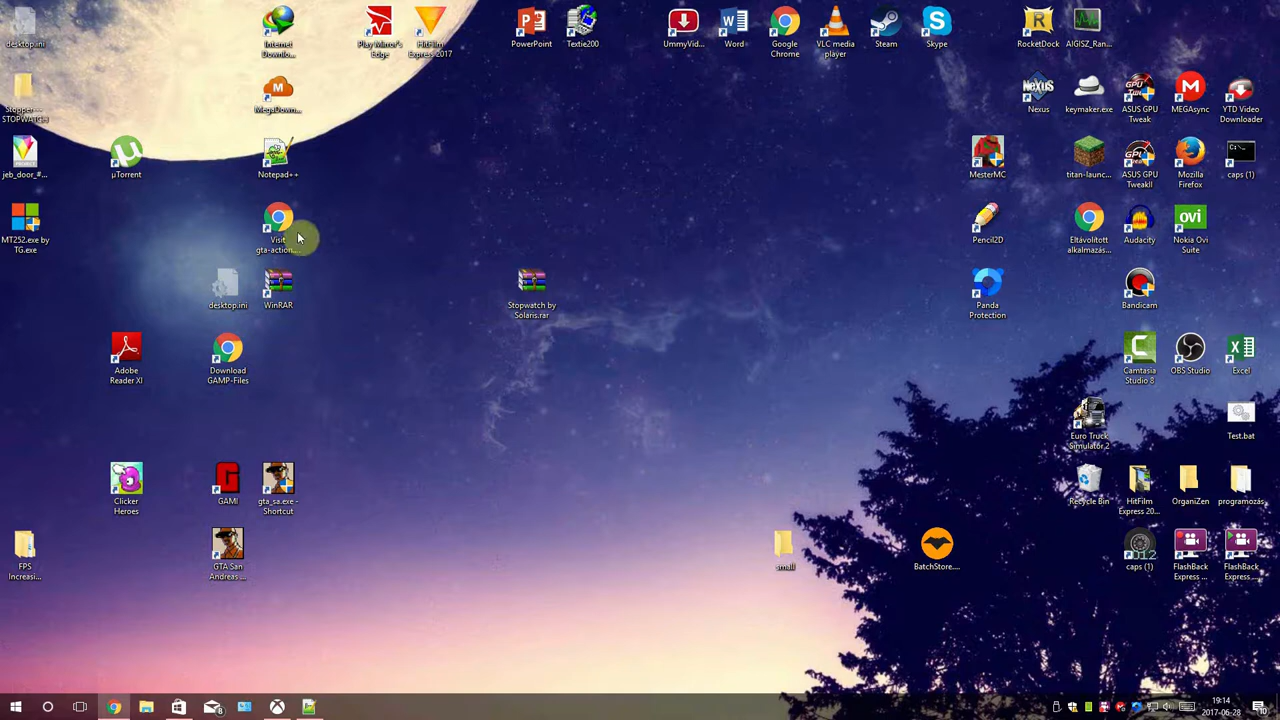 desktop.ini
Internet
Downlo...
Play Mirror's
Edge
HitFilm
Express 2017
PowerPoint
Textie200
UmmyVid...
Word
Google
Chrome
VLC media
player
Steam
Skype
RocketDock
AIGISZ_Ran...
Stopper ---
STOPWATCH
MegaDown...
Nexus
keymaker.exe
ASUS GPU
Tweak
MEGAsync
YTD Video
Downloader
jeb_door_#...
µTorrent
Notepad++
MesterMC
titan-launc...
ASUS GPU
TweakII
Mozilla
Firefox
caps (1)
MT252.exe by
TG.exe
Visit
gta-action...
Pencil2D
Eltávolított
alkalmazás...
Audacity
ovi
Nokia Ovi
Suite
desktop.ini
WinRAR
Stopwatch by
Solaris.rar
Panda
Protection
Bandicam
Adobe
Reader XI
Download
GAMP-Files
Camtasia
Studio 8
OBS Studio
Excel
Euro Truck
Simulator 2
Test.bat
Clicker
Heroes
GAMI
gta_sa.exe -
Shortcut
Recycle Bin
HitFilm
Express 20...
OrganiZen
programozás
FPS
Increasi...
GTA San
Andreas ...
small
BatchStore....
caps (1)
FlashBack
Express ...
FlashBack
Express ...
19:14
2017-06-28